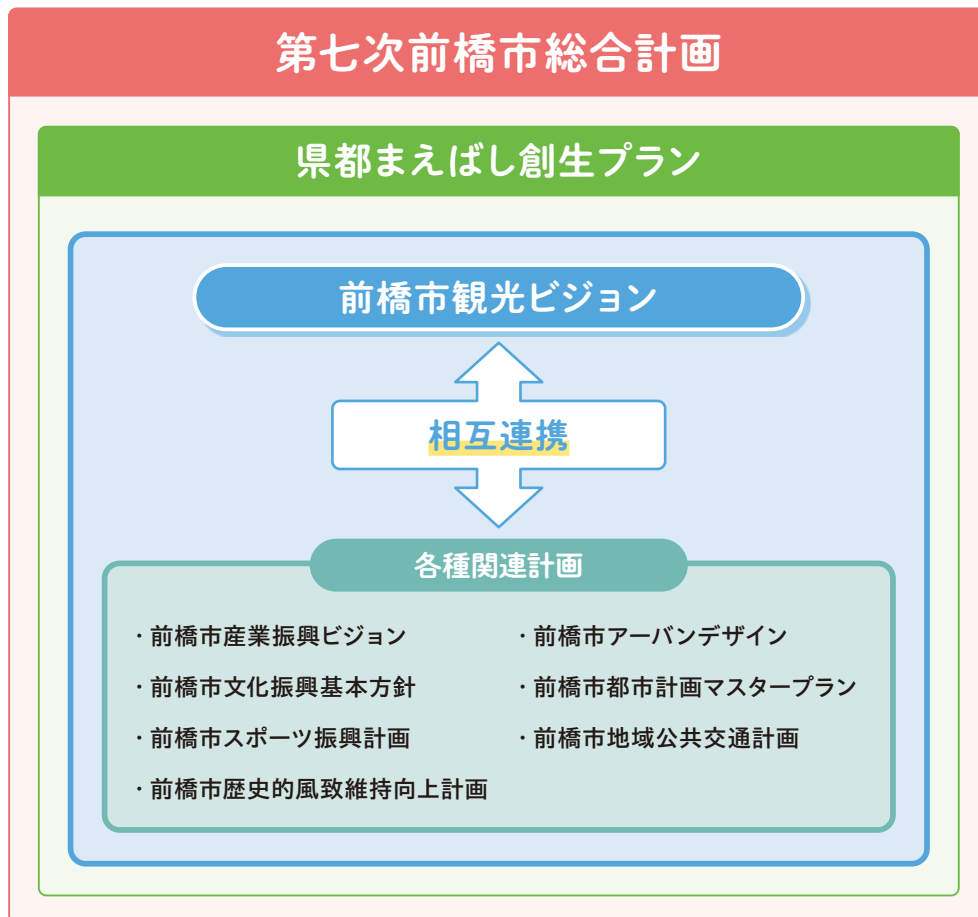 第七次前橋市総合計画
県都まえばし創生プラン
前橋市観光ビジョン
相互連携
各種関連計画
・前橋市産業振興ビジョン
・前橋市文化振興基本方針
・前橋市スポーツ振興計画
・前橋市歴史的風致維持向上計画
・前橋市アーバンデザイン
・前橋市都市計画マスタープラン
・前橋市地域公共交通計画